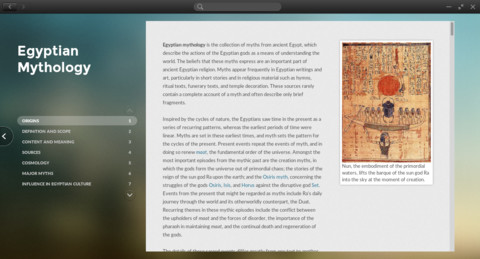 Egyptian
Mythology
ORIGINS 1
DEFINITION AND SCOPE 2
CONTENT AND MEANING 3
SOURCES 4
COSMOLOGY 5
MAJOR MYTHS 6
INFLUENCE IN EGYPTIAN CULTURE 7
Egyptian mythology is the collection of myths from ancient Egypt, which
describe the actions of the Egyptian gods as a means of understanding the
world. The beliefs that these myths express are an important part of
ancient Egyptian religion. Myths appear frequently in Egyptian writings and
art, particularly in short stories and in religious material such as hymns,
ritual texts, funerary texts, and temple decoration. These sources rarely
contain a complete account of a myth and often describe only brief
fragments.
Inspired by the cycles of nature, the Egyptians saw time in the present as a
series of recurring patterns, whereas the earliest periods of time were
linear. Myths are set in these earliest times, and myth sets the pattern for
the cycles of the present. Present events repeat the events of myth, and in
doing so renew maat, the fundamental order of the universe. Amongst the
most important episodes from the mythic past are the creation myths, in
which the gods form the universe out of primordial chaos; the stories of the
reign of the sun god Ra upon the earth; and the Osiris myth, concerning
the struggles of the gods Osiris, Isis, and Horus against the disruptive god Set.
Events from the present that might be regarded as myths include Ra's daily
journey through the world and its otherworldly counterpart, the Duat.
Recurring themes in these mythic episodes include the conflict between the
upholders of maat and the forces of disorder, the importance of the
pharaoh in maintaining maat, and the continual death and regeneration of
the gods.
Nun, the embodiment of the primordial
waters, lifts the barque of the sun god Ra
into the sky at the moment of creation.